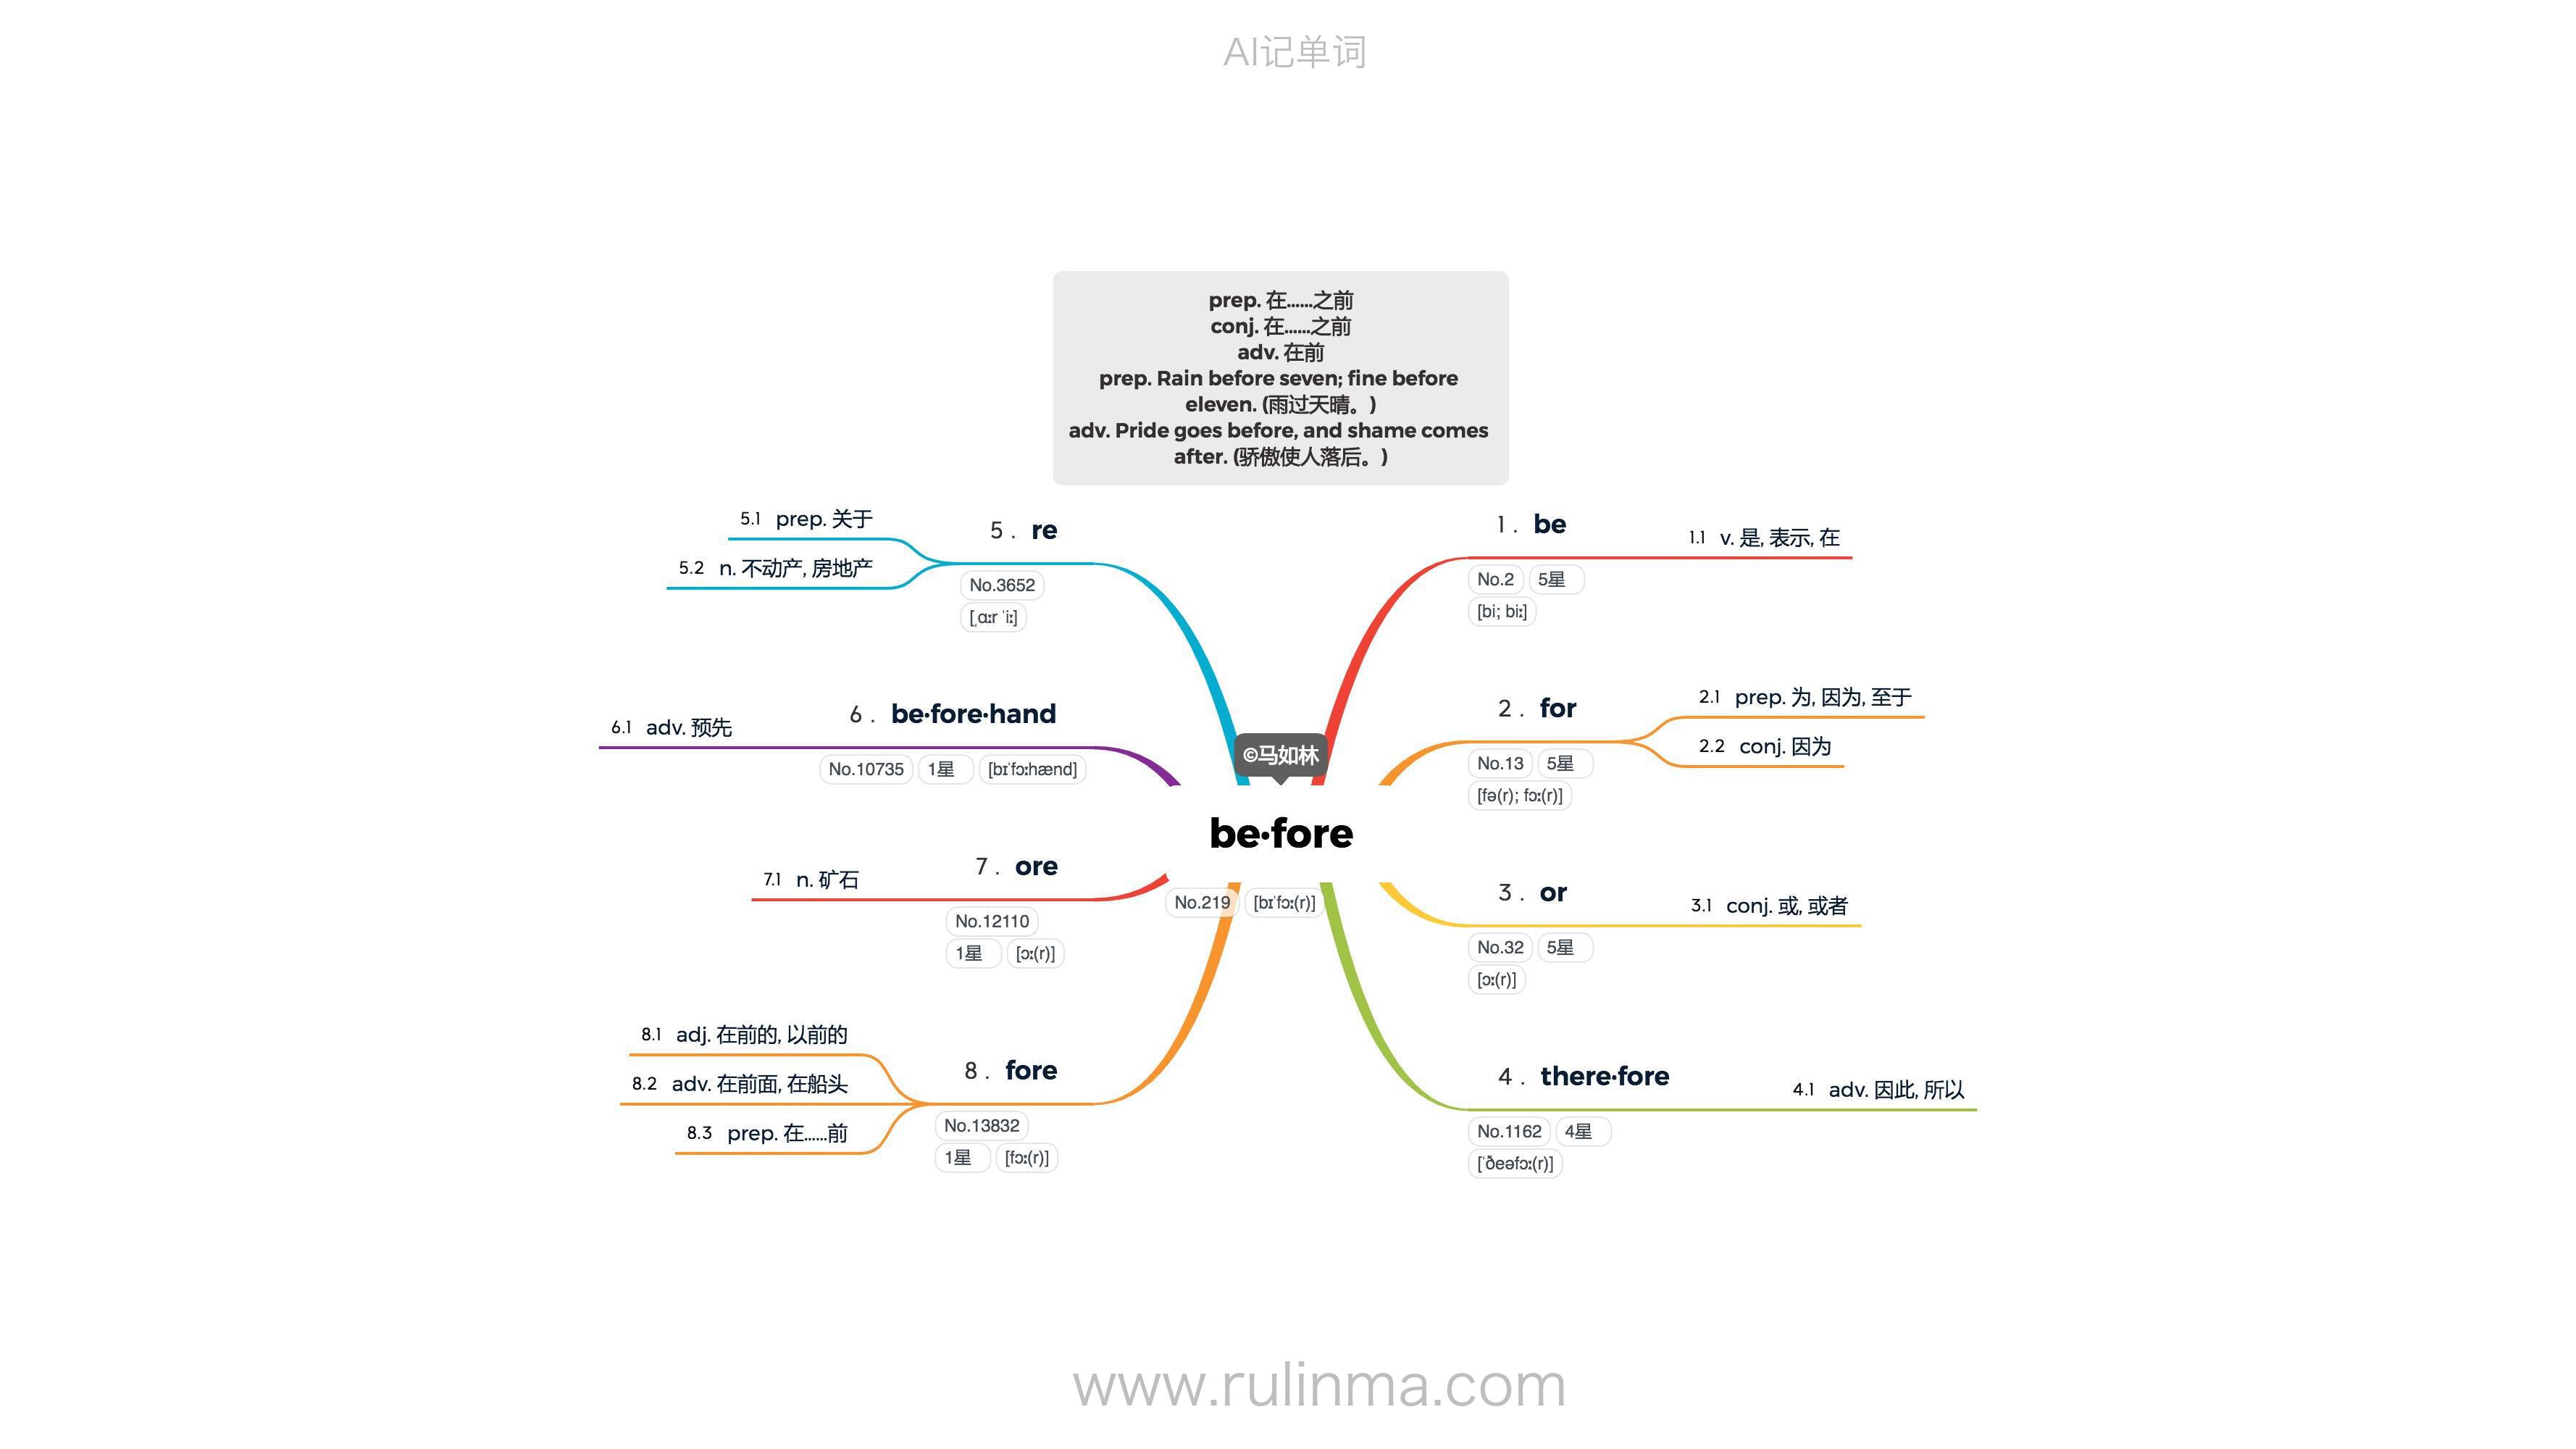 AI记单词
prep. 在......之前
conj. 在......之前
adv. 在前
prep. Rain before seven; fine before
eleven. (雨过天晴。)
adv. Pride goes before, and shame comes
after. (骄傲使人落后。)
©马如林
be·fore
No.219 [bɪˈfɔː(r)]
1 . be
No.2 5星
[bi; biː]
1.1 v. 是, 表示, 在
2 . for
No.13 5星
[fə(r); fɔː(r)]
2.1 prep. 为, 因为, 至于
2.2 conj. 因为
3 . or
No.32 5星
[ɔː(r)]
3.1 conj. 或, 或者
4 . there·fore
No.1162 4星
[ˈðeəfɔː(r)]
4.1 adv. 因此, 所以
5 . re
No.3652
[ˌɑːr ˈiː]
5.1 prep. 关于
5.2 n. 不动产, 房地产
6 . be·fore·hand
No.10735 1星 [bɪˈfɔːhænd]
6.1 adv. 预先
7 . ore
No.12110
1星 [ɔː(r)]
7.1 n. 矿石
8 . fore
No.13832
1星 [fɔː(r)]
8.1 adj. 在前的, 以前的
8.2 adv. 在前面, 在船头
8.3 prep. 在......前
www.rulinma.com